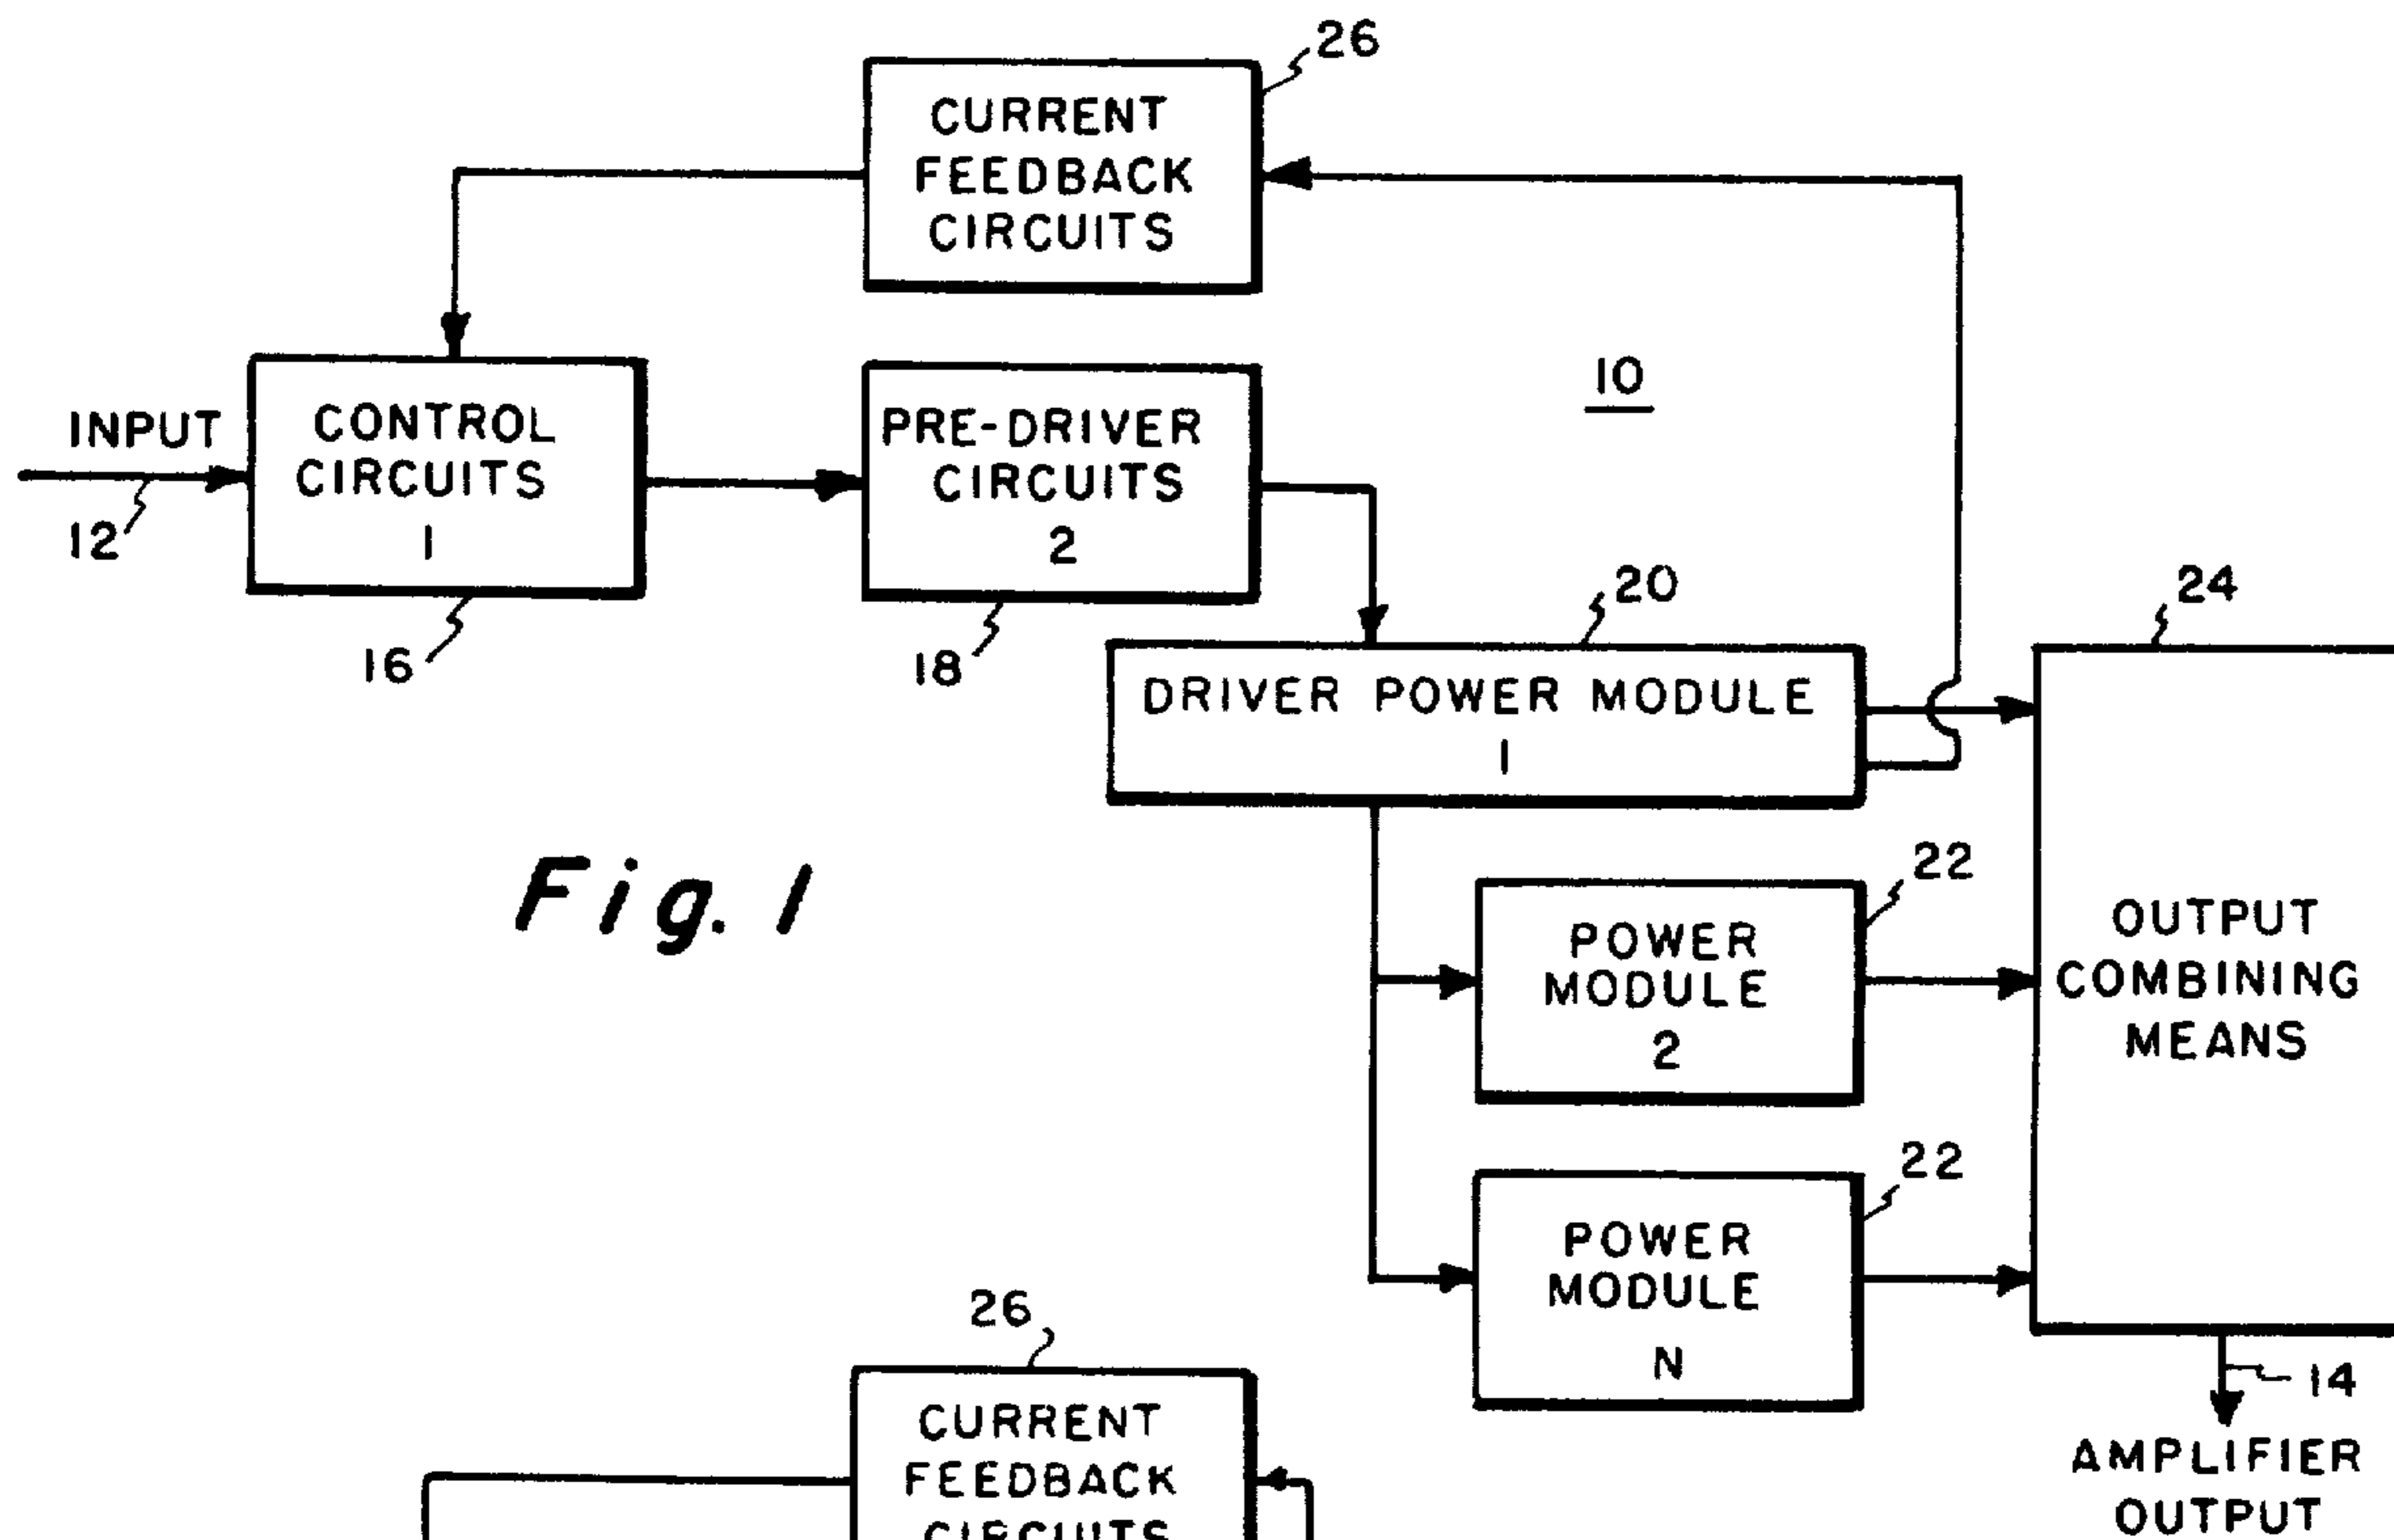 26
CURRENT
FEEDBACK
CIRCUITS
10
INPUT
12
CONTROL
CIRCUITS
1
16
PRE-DRIVER
CIRCUITS
2
18
20
DRIVER POWER MODULE
1
24
OUTPUT
COMBINING
MEANS
Fig. 1
22
POWER
MODULE
2
22
POWER
MODULE
N
14
AMPLIFIER
OUTPUT
26
CURRENT
FEEDBACK
CIRCUITS